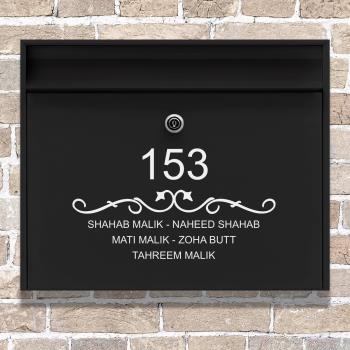 153
SHAHAB MALIK - NAHEED SHAHAB
MATI MALIK - ZOHA BUTT
TAHREEM MALIK